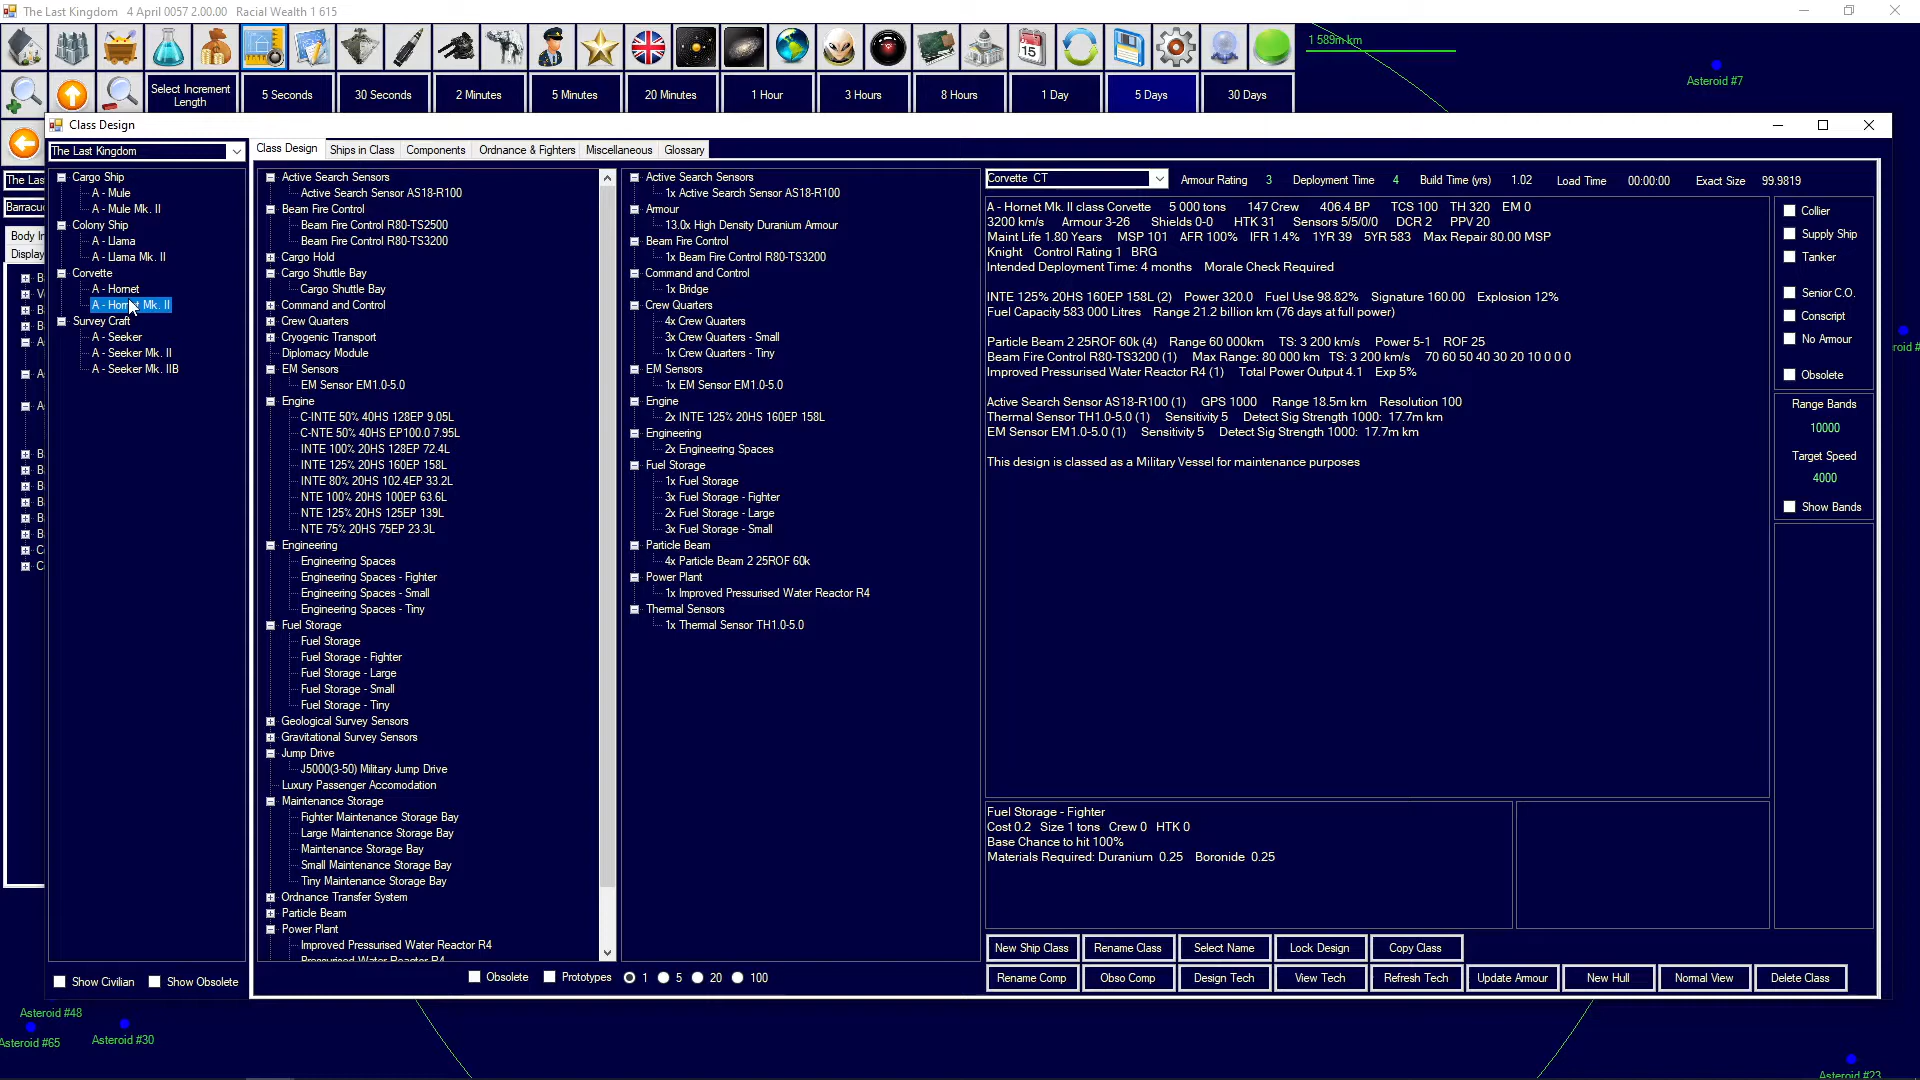 The Last Kingdom   4 April 0057 2.00.00   Racial Wealth 1 615
1 589m km
Asteroid #7
Select Increment Length
5 Seconds
30 Seconds
2 Minutes
5 Minutes
20 Minutes
1 Hour
3 Hours
8 Hours
1 Day
5 Days
30 Days
Class Design
The Last Kingdom
Class Design
Ships in Class
Components
Ordnance & Fighters
Miscellaneous
Glossary
The Las
Barracu
Body In
Display
Cargo Ship
A - Mule
A - Mule Mk. II
Colony Ship
A - Llama
A - Llama Mk. II
Corvette
A - Hornet
A - Hornet Mk. II
Survey Craft
A - Seeker
A - Seeker Mk. II
A - Seeker Mk. IIB
Show Civilian
Show Obsolete
Active Search Sensors
Active Search Sensor AS18-R100
Beam Fire Control
Beam Fire Control R80-TS2500
Beam Fire Control R80-TS3200
Cargo Hold
Cargo Shuttle Bay
Cargo Shuttle Bay
Command and Control
Crew Quarters
Cryogenic Transport
Diplomacy Module
EM Sensors
EM Sensor EM1.0-5.0
Engine
C-INTE 50% 40HS 128EP 9.05L
C-NTE 50% 40HS EP100.0 7.95L
INTE 100% 20HS 128EP 72.4L
INTE 125% 20HS 160EP 158L
INTE 80% 20HS 102.4EP 33.2L
NTE 100% 20HS 100EP 63.6L
NTE 125% 20HS 125EP 139L
NTE 75% 20HS 75EP 23.3L
Engineering
Engineering Spaces
Engineering Spaces - Fighter
Engineering Spaces - Small
Engineering Spaces - Tiny
Fuel Storage
Fuel Storage
Fuel Storage - Fighter
Fuel Storage - Large
Fuel Storage - Small
Fuel Storage - Tiny
Geological Survey Sensors
Gravitational Survey Sensors
Jump Drive
J5000(3-50) Military Jump Drive
Luxury Passenger Accomodation
Maintenance Storage
Fighter Maintenance Storage Bay
Large Maintenance Storage Bay
Maintenance Storage Bay
Small Maintenance Storage Bay
Tiny Maintenance Storage Bay
Ordnance Transfer System
Particle Beam
Power Plant
Improved Pressurised Water Reactor R4
Pressurised Water Reactor R4
Obsolete
Prototypes
1
5
20
100
Active Search Sensors
1x Active Search Sensor AS18-R100
Armour
13.0x High Density Duranium Armour
Beam Fire Control
1x Beam Fire Control R80-TS3200
Command and Control
1x Bridge
Crew Quarters
4x Crew Quarters
3x Crew Quarters - Small
1x Crew Quarters - Tiny
EM Sensors
1x EM Sensor EM1.0-5.0
Engine
2x INTE 125% 20HS 160EP 158L
Engineering
2x Engineering Spaces
Fuel Storage
1x Fuel Storage
3x Fuel Storage - Fighter
2x Fuel Storage - Large
3x Fuel Storage - Small
Particle Beam
4x Particle Beam 2 25ROF 60k
Power Plant
1x Improved Pressurised Water Reactor R4
Thermal Sensors
1x Thermal Sensor TH1.0-5.0
Corvette  CT
Armour Rating   3   Deployment Time   4   Build Time (yrs)   1.02   Load Time   00:00:00   Exact Size   99.9819
A - Hornet Mk. II class Corvette   5 000 tons   147 Crew   406.4 BP   TCS 100   TH 320   EM 0
3200 km/s   Armour 3-26   Shields 0-0   HTK 31   Sensors 5/5/0/0   DCR 2   PPV 20
Maint Life 1.80 Years   MSP 101   AFR 100%   IFR 1.4%   1YR 39   5YR 583   Max Repair 80.00 MSP
Knight   Control Rating 1   BRG
Intended Deployment Time: 4 months   Morale Check Required
INTE 125% 20HS 160EP 158L (2)   Power 320.0   Fuel Use 98.82%   Signature 160.00   Explosion 12%
Fuel Capacity 583 000 Litres   Range 21.2 billion km (76 days at full power)
Particle Beam 2 25ROF 60k (4)   Range 60 000km   TS: 3 200 km/s   Power 5-1   ROF 25
Beam Fire Control R80-TS3200 (1)   Max Range: 80 000 km   TS: 3 200 km/s   70 60 50 40 30 20 10 0 0 0
Improved Pressurised Water Reactor R4 (1)   Total Power Output 4.1   Exp 5%
Active Search Sensor AS18-R100 (1)   GPS 1000   Range 18.5m km   Resolution 100
Thermal Sensor TH1.0-5.0 (1)   Sensitivity 5   Detect Sig Strength 1000:  17.7m km
EM Sensor EM1.0-5.0 (1)   Sensitivity 5   Detect Sig Strength 1000:  17.7m km
This design is classed as a Military Vessel for maintenance purposes
Fuel Storage - Fighter
Cost 0.2   Size 1 tons   Crew 0   HTK 0
Base Chance to hit 100%
Materials Required: Duranium  0.25   Boronide  0.25
Collier
Supply Ship
Tanker
Senior C.O.
Conscript
No Armour
Obsolete
Range Bands
10000
Target Speed
4000
Show Bands
New Ship Class
Rename Class
Select Name
Lock Design
Copy Class
Rename Comp
Obso Comp
Design Tech
View Tech
Refresh Tech
Update Armour
New Hull
Normal View
Delete Class
Asteroid #48
Asteroid #65
Asteroid #30
Asteroid #23